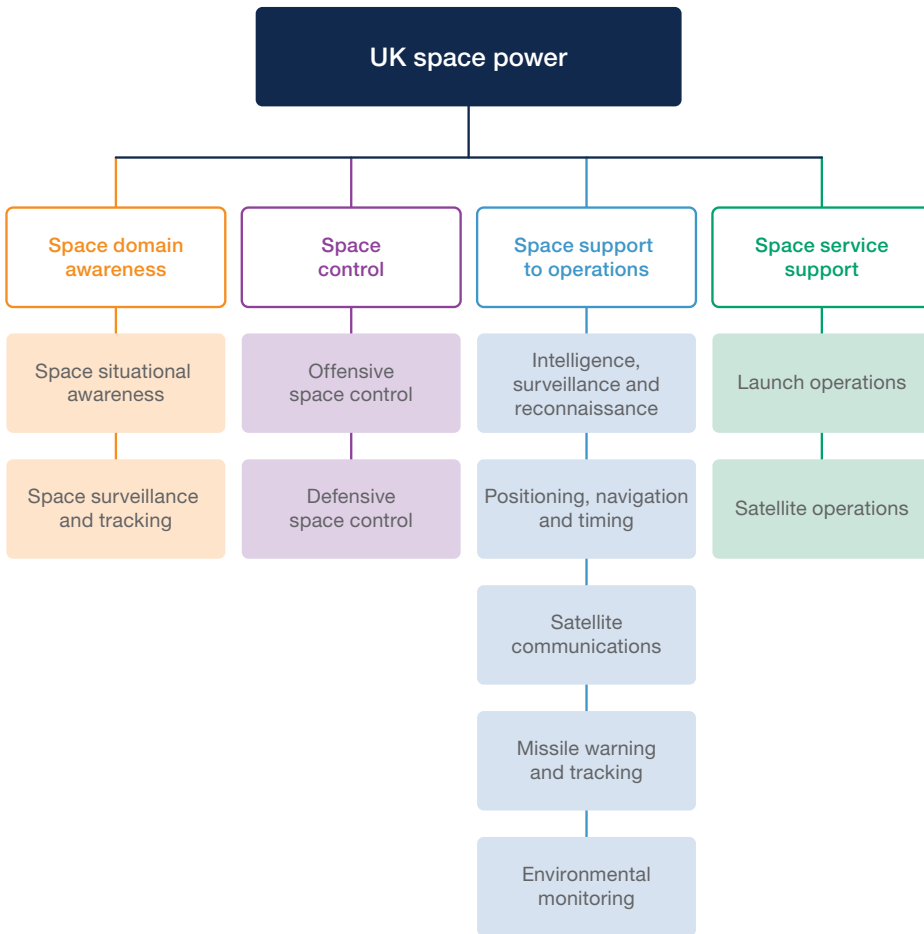 UK space power
Space domain
awareness
Space
control
Space support
to operations
Space service
support
Space situational
awareness
Offensive
space control
Intelligence,
surveillance and
reconnaissance
Launch operations
Space surveillance
and tracking
Defensive
space control
Positioning, navigation
and timing
Satellite operations
Satellite
communications
Missile warning
and tracking
Environmental
monitoring